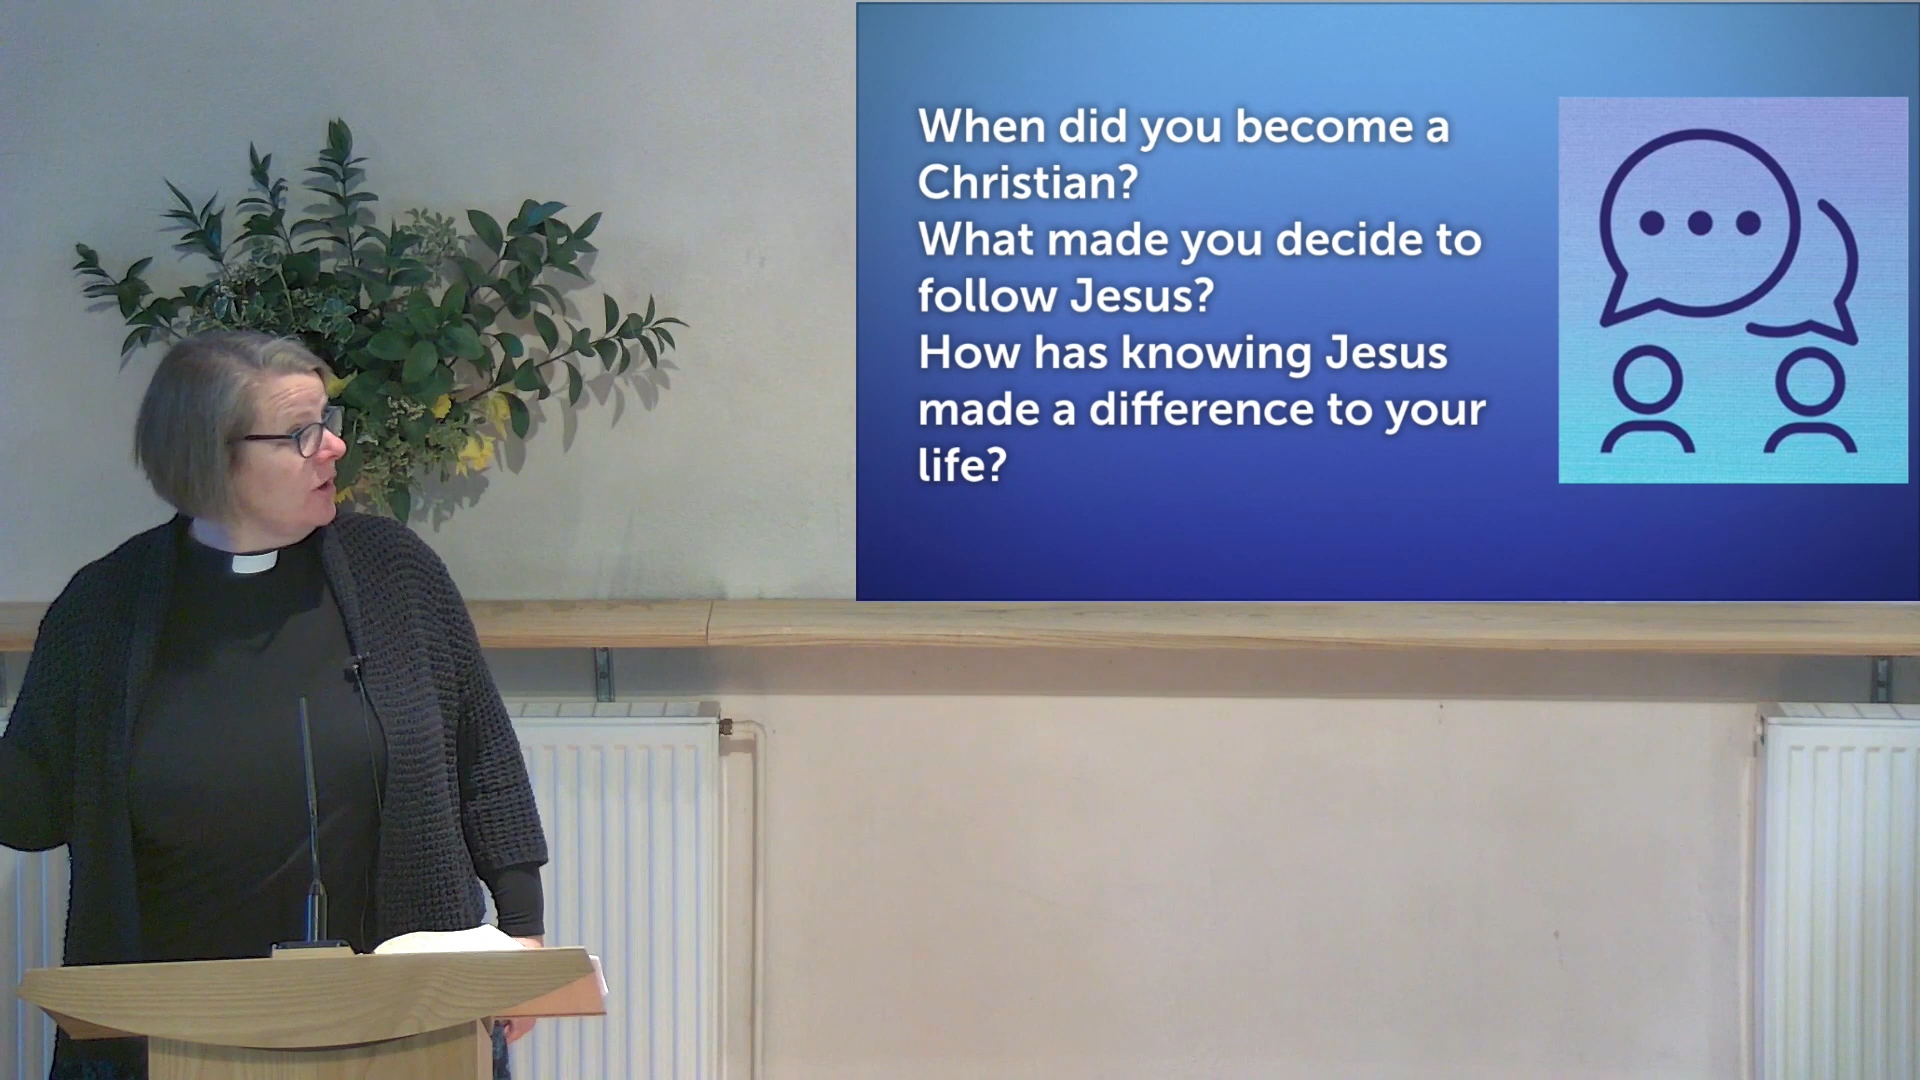 When did you become a
Christian?
What made you decide to
follow Jesus?
How has knowing Jesus
made a difference to your
life?